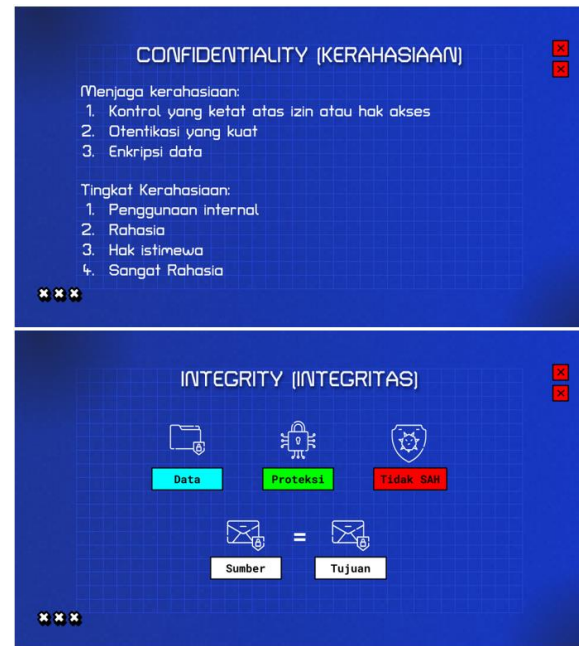 CONFIDENTIALITY (KERAHASIAAN)
Menjaga kerahasiaan:
1. Kontrol yang ketat atas izin atau hak akses
2. Otentikasi yang kuat
3. Enkripsi data
Tingkat Kerahasiaan:
1. Penggunaan internal
2. Rahasia
3. Hak istimewa
4. Sangat Rahasia
INTEGRITY (INTEGRITAS)
Data Proteksi Tidak SAH
=
Sumber Tujuan